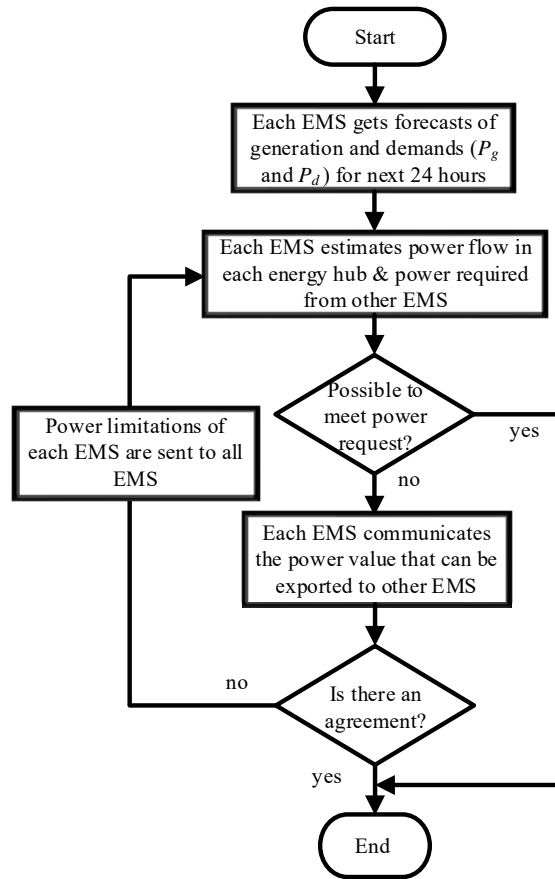 Start
Each EMS gets forecasts of
generation and demands (P_g
and P_d) for next 24 hours
Each EMS estimates power flow in
each energy hub & power required
from other EMS
Possible to
meet power
request?
yes
no
Power limitations of
each EMS are sent to all
EMS
Each EMS communicates
the power value that can be
exported to other EMS
Is there an
agreement?
no
yes
End